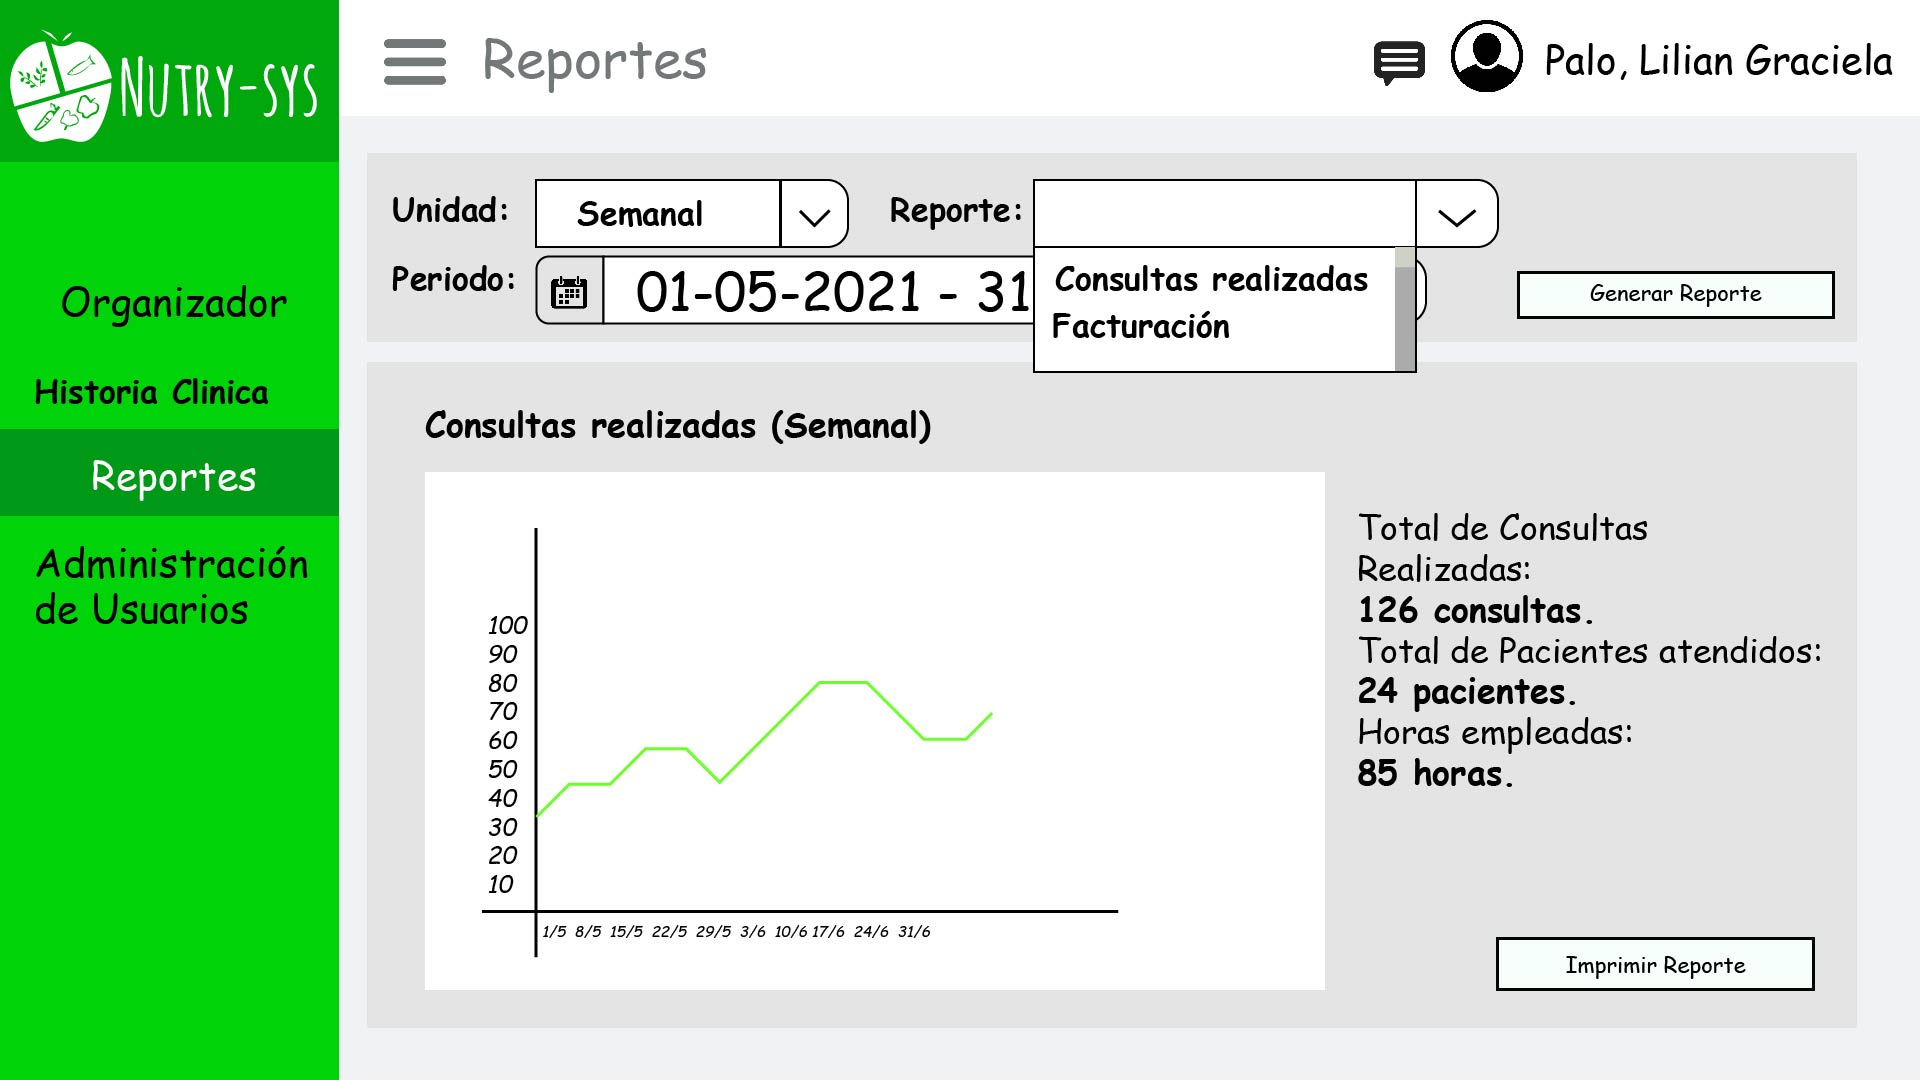 NUTRY-SYS
Reportes
Palo, Lilian Graciela
Organizador
Historia Clinica
Reportes
Administración
de Usuarios
Unidad:
Semanal
Reporte:
Periodo:
01-05-2021 - 31
Consultas realizadas
Facturación
Generar Reporte
Consultas realizadas (Semanal)
100
90
80
70
60
50
40
30
20
10
1/5 8/5 15/5 22/5 29/5 3/6 10/6 17/6 24/6 31/6
Total de Consultas
Realizadas:
126 consultas.
Total de Pacientes atendidos:
24 pacientes.
Horas empleadas:
85 horas.
Imprimir Reporte